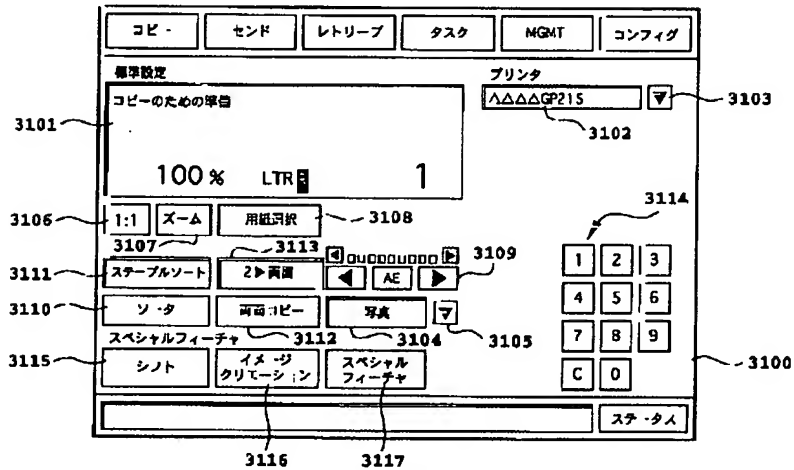 コピ - センド レトリーブ タスク MGMT コンフィグ
標準設定 プリンタ
コピーのための準備 ΛΔΔΔGP215 3103
3101 3102
100 % LTR 1
3114
3106 1:1 ズーム 用紙選択 3108
3107 3113 3109
1 2 3
3111 ステープルソート 2▶両面 AE
4 5 6
3110 ソ -タ 両面コピー 写真
3112 3104 3105
7 8 9
スペシャルフィーチャ
3115 シフト イメ -ジ スペシャル 3100
クリエーション フィーチャ C 0
ステ -タス
3116 3117